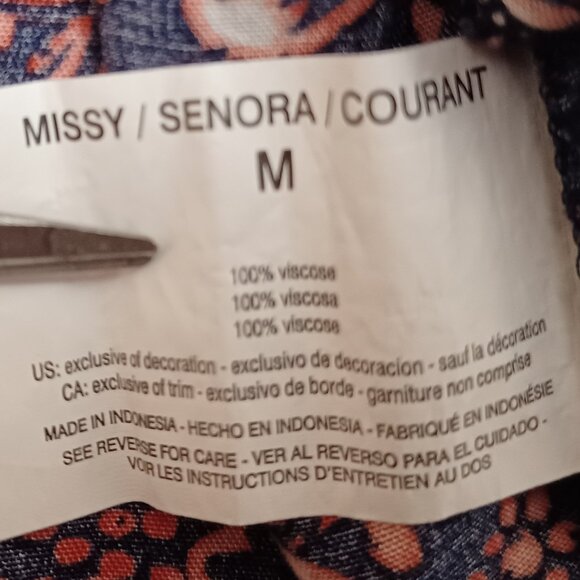 MISSY / SENORA / COURANT
M
100% viscose
100% viscosa
100% viscose
US: exclusive of decoration - exclusivo de decoracion - sauf la décoration
CA: exclusive of trim - exclusivo de borde - garniture non comprise
MADE IN INDONESIA - HECHO EN INDONESIA - FABRIQUÉ EN INDONÉSIE
SEE REVERSE FOR CARE - VER AL REVERSO PARA EL CUIDADO -
VOIR LES INSTRUCTIONS D'ENTRETIEN AU DOS